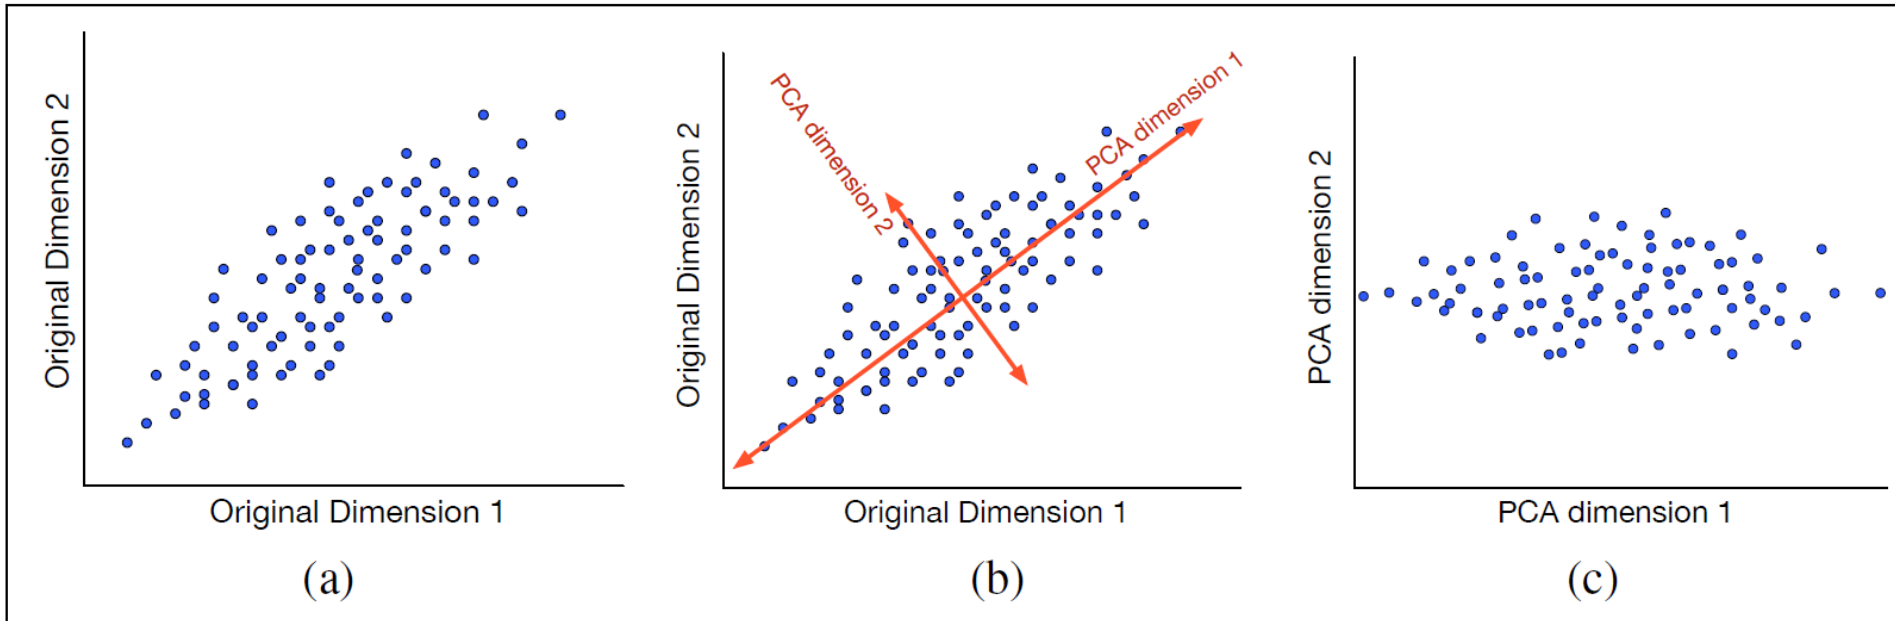 Original Dimension 2
Original Dimension 1
(a)
Original Dimension 2
PCA dimension 2
PCA dimension 1
Original Dimension 1
(b)
PCA dimension 2
PCA dimension 1
(c)